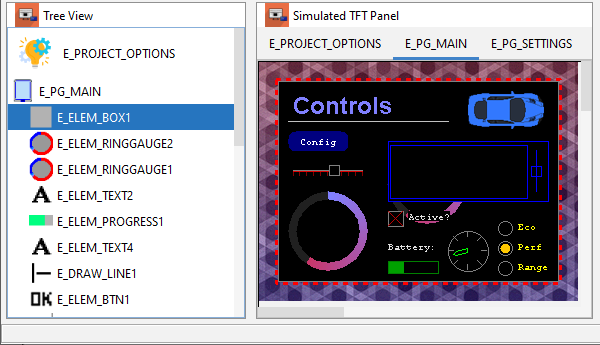 Tree View
E_PROJECT_OPTIONS
E_PG_MAIN
E_ELEM_BOX1
E_ELEM_RINGGAUGE2
E_ELEM_RINGGAUGE1
A E_ELEM_TEXT2
E_ELEM_PROGRESS1
A E_ELEM_TEXT4
E_DRAW_LINE1
OK E_ELEM_BTN1
Simulated TFT Panel
E_PROJECT_OPTIONS E_PG_MAIN E_PG_SETTINGS
Controls
Config
Active?
Battery:
Eco
Perf
Range